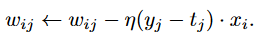 w_{ij} ← w_{ij} − η(y_j − t_j) · x_i.